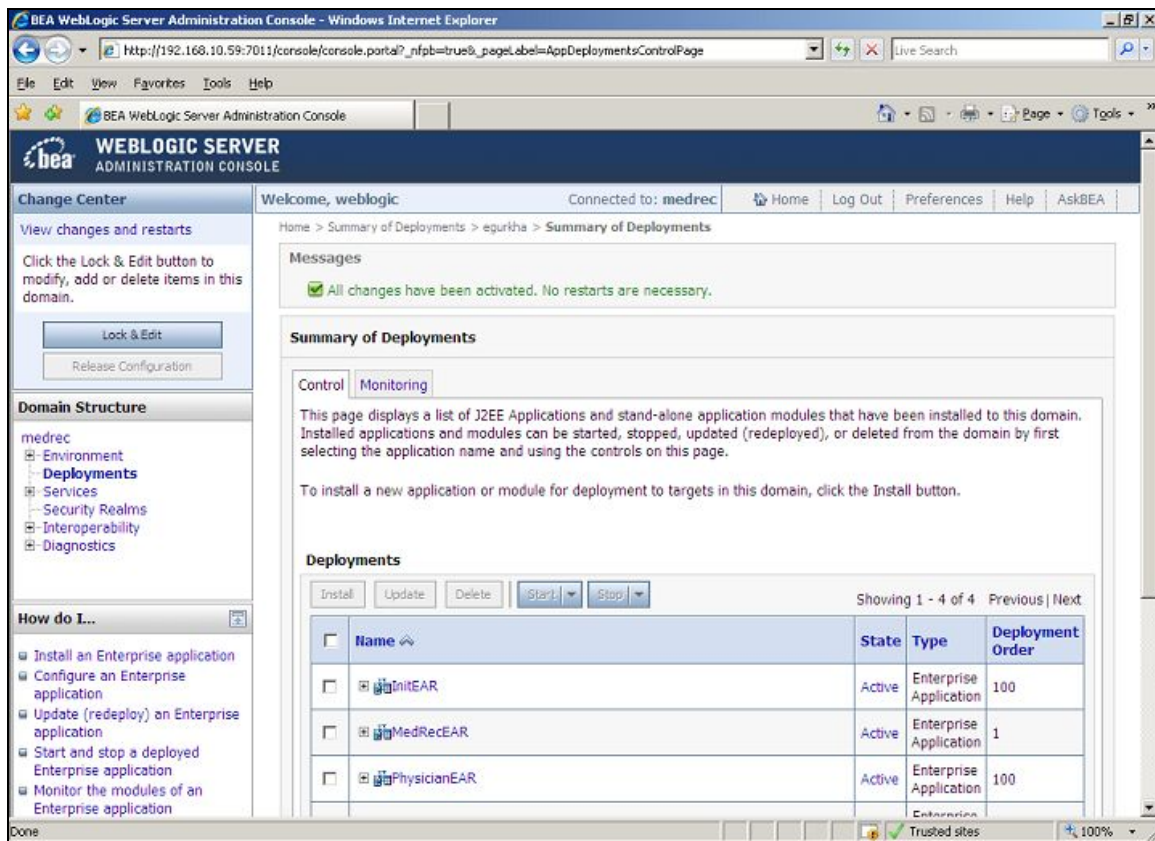 BEA WebLogic Server Administration Console - Windows Internet Explorer
http://192.168.10.59:7011/console/console.portal?_nfpb=true&_pageLabel=AppDeploymentsControlPage
Live Search
File Edit View Favorites Tools Help
BEA WebLogic Server Administration Console
Page Tools
bea
WEBLOGIC SERVER
ADMINISTRATION CONSOLE
Change Center
View changes and restarts
Click the Lock & Edit button to
modify, add or delete items in this
domain.
Lock & Edit
Release Configuration
Domain Structure
medrec
Environment
Deployments
Services
Security Realms
Interoperability
Diagnostics
How do I...
Install an Enterprise application
Configure an Enterprise
application
Update (redeploy) an Enterprise
application
Start and stop a deployed
Enterprise application
Monitor the modules of an
Enterprise application
Welcome, weblogic
Connected to: medrec
Home Log Out Preferences Help AskBEA
Home > Summary of Deployments > egurkha > Summary of Deployments
Messages
All changes have been activated. No restarts are necessary.
Summary of Deployments
Control Monitoring
This page displays a list of J2EE Applications and stand-alone application modules that have been installed to this domain.
Installed applications and modules can be started, stopped, updated (redeployed), or deleted from the domain by first
selecting the application name and using the controls on this page.
To install a new application or module for deployment to targets in this domain, click the Install button.
Deployments
Install Update Delete Start Stop
Showing 1 - 4 of 4 Previous | Next
Name State Type Deployment Order
InitEAR Active Enterprise Application 100
MedRecEAR Active Enterprise Application 1
PhysicianEAR Active Enterprise Application 100
Enterprise
Done
Trusted sites
100%